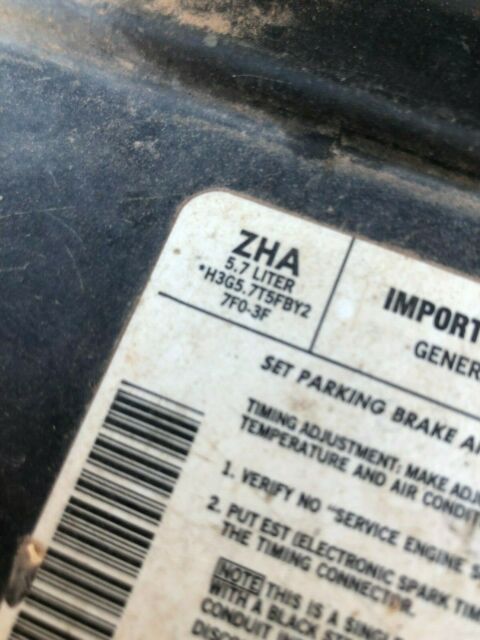 ZHA
5.7 LITER
*H3G5.7T5FBY2
7F0-3F
IMPORT
GENER
SET PARKING BRAKE
TIMING ADJUSTMENT: MAKE ADJ
TEMPERATURE AND AIR CONDIT
1. VERIFY NO "SERVICE ENGINE S
2. PUT EST (ELECTRONIC SPARK TIM
THE TIMING CONNECTOR.
NOTE THIS IS A SINGL
WITH A BLACK ST
CONDUIT
DISCO